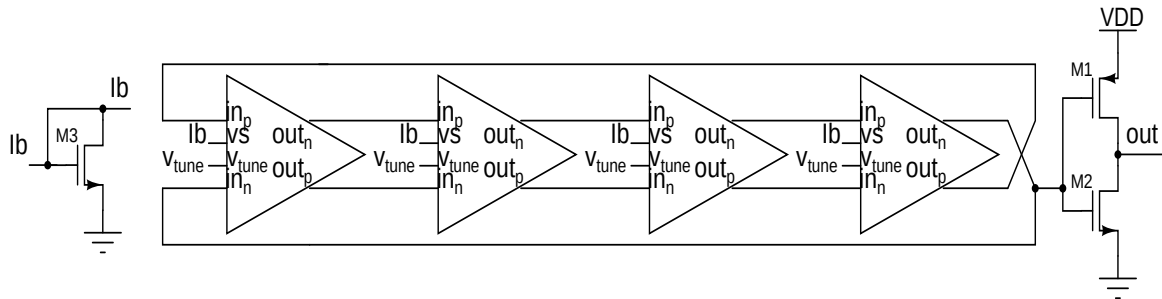 VDD
M1
Ib
M3
Ib
in_p
Ib vs out_n
v_tune v_tune out_p
in_n
in_p
Ib vs out_n
v_tune v_tune out_p
in_n
in_p
Ib vs out_n
v_tune v_tune out_p
in_n
in_p
Ib vs out_n
v_tune v_tune out_p
in_n
out
M2